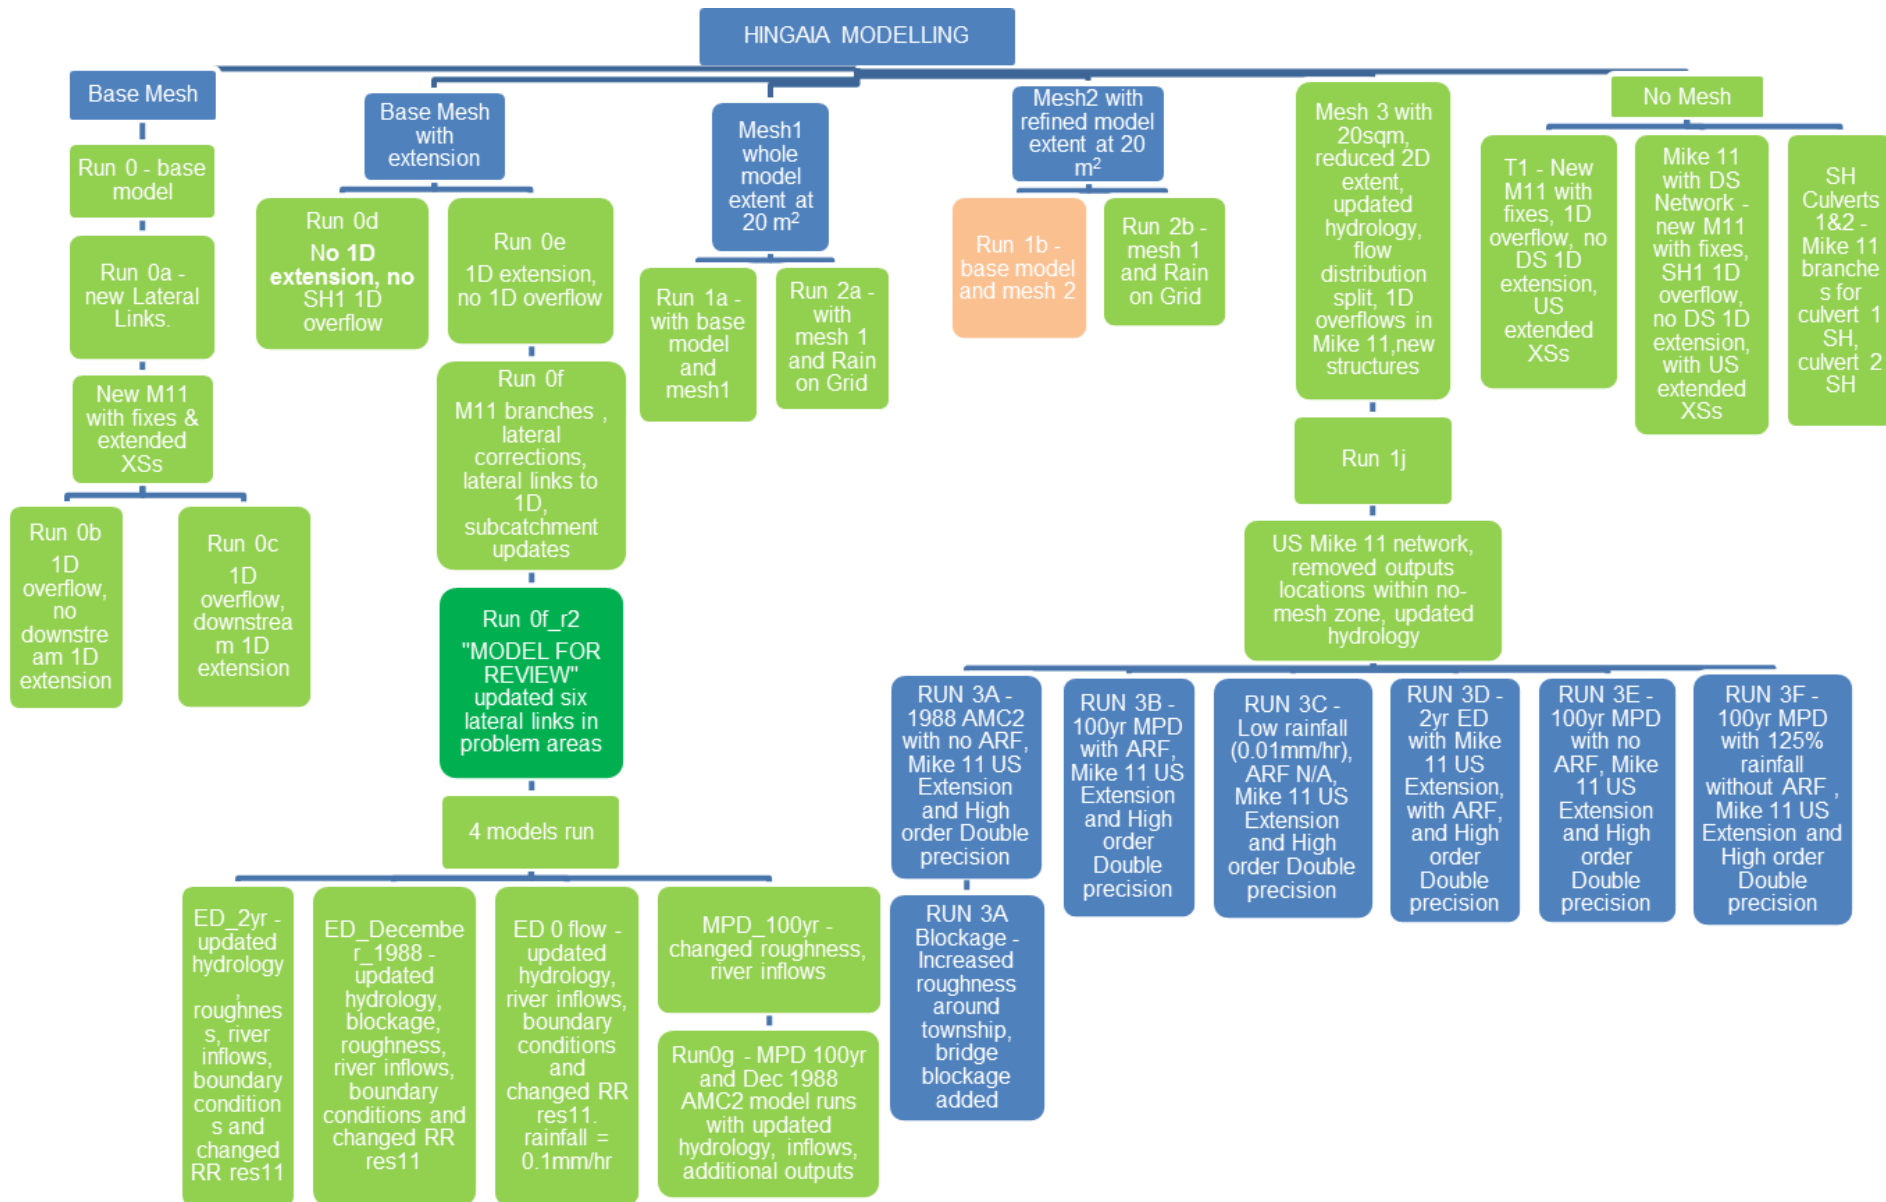 HINGAIA MODELLING
Base Mesh
Run 0 - base
model
Run 0a -
new Lateral
Links.
New M11
with fixes &
extended
XSs
Run 0b
1D
overflow,
no
downstre
am 1D
extension
Run 0c
1D
overflow,
downstrea
m 1D
extension
Base Mesh
with
extension
Run 0d
No 1D
extension, no
SH1 1D
overflow
Run 0e
1D extension,
no 1D overflow
Run 0f
M11 branches ,
lateral
corrections,
lateral links to
1D,
subcatchment
updates
Run 0f_r2
"MODEL FOR
REVIEW"
updated six
lateral links in
problem areas
4 models run
ED_2yr -
updated
hydrology
,
roughnes
s, river
inflows,
boundary
condition
s and
changed
RR res11
ED_Decembe
r_1988 -
updated
hydrology,
blockage,
roughness,
river inflows,
boundary
conditions and
changed RR
res11
ED 0 flow -
updated
hydrology,
river inflows,
boundary
conditions
and
changed RR
res11.
rainfall =
0.1mm/hr
MPD_100yr -
changed roughness,
river inflows
Run0g - MPD 100yr
and Dec 1988
AMC2 model runs
with updated
hydrology, inflows,
additional outputs
Mesh1
whole
model
extent at
20 m²
Run 1a -
with base
model
and
mesh1
Run 2a -
with
mesh 1
and Rain
on Grid
Mesh2 with
refined model
extent at 20
m²
Run 1b -
base model
and mesh 2
Run 2b -
mesh 1
and Rain
on Grid
Mesh 3 with
20sqm,
reduced 2D
extent,
updated
hydrology,
flow
distribution
split, 1D
overflows in
Mike 11,new
structures
Run 1j
US Mike 11 network,
removed outputs
locations within no-
mesh zone, updated
hydrology
RUN 3A -
1988 AMC2
with no ARF,
Mike 11 US
Extension
and High
order Double
precision
RUN 3A
Blockage -
Increased
roughness
around
township,
bridge
blockage
added
RUN 3B -
100yr MPD
with ARF,
Mike 11 US
Extension
and High
order
Double
precision
RUN 3C -
Low rainfall
(0.01mm/hr),
ARF N/A,
Mike 11 US
Extension
and High
order Double
precision
RUN 3D -
2yr ED
with Mike
11 US
Extension,
with ARF,
and High
order
Double
precision
RUN 3E -
100yr MPD
with no
ARF, Mike
11 US
Extension
and High
order
Double
precision
RUN 3F -
100yr MPD
with 125%
rainfall
without ARF ,
Mike 11 US
Extension and
High order
Double
precision
No Mesh
T1 - New
M11 with
fixes, 1D
overflow, no
DS 1D
extension,
US
extended
XSs
Mike 11
with DS
Network -
new M11
with fixes,
SH1 1D
overflow,
no DS 1D
extension,
with US
extended
XSs
SH
Culverts
1&2 -
Mike 11
branche
s for
culvert 1
SH,
culvert 2
SH